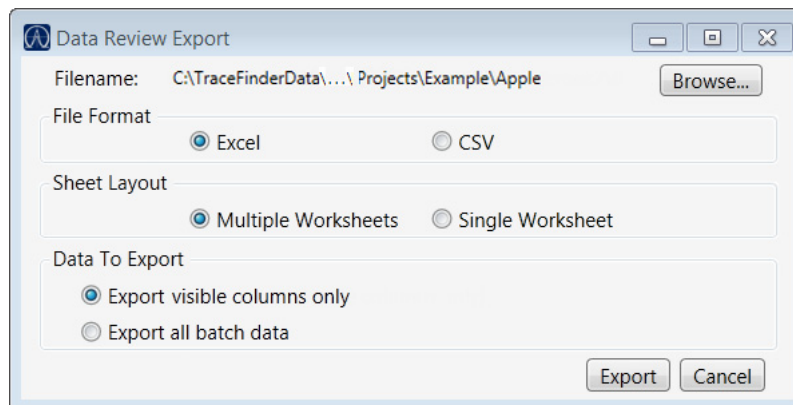 Data Review Export
Filename: C:\TraceFinderData\...\ Projects\Example\Apple Browse...
File Format
Excel CSV
Sheet Layout
Multiple Worksheets Single Worksheet
Data To Export
Export visible columns only
Export all batch data
Export Cancel